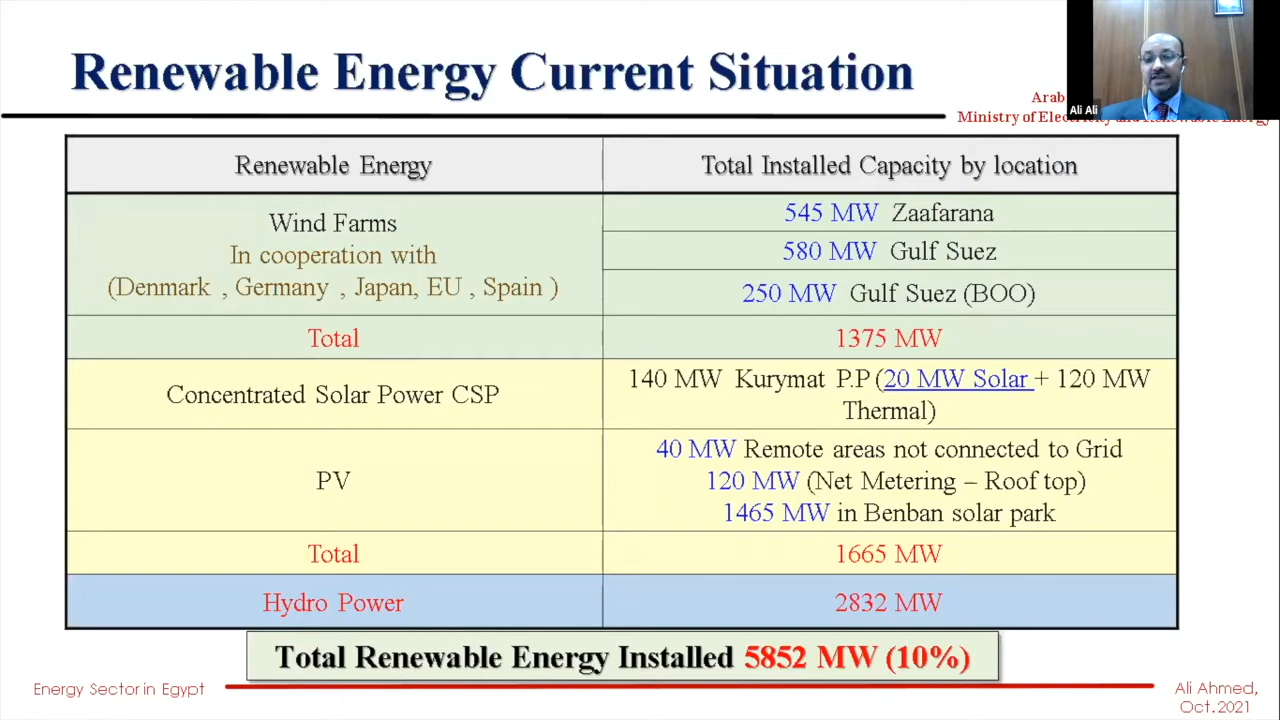 Renewable Energy Current Situation
Arab
Ministry of Electricity and Renewable Energy
Ali Ali
Renewable Energy
Total Installed Capacity by location
Wind Farms
In cooperation with
(Denmark , Germany , Japan, EU , Spain )
545 MW Zaafarana
580 MW Gulf Suez
250 MW Gulf Suez (BOO)
Total
1375 MW
Concentrated Solar Power CSP
140 MW Kurymat P.P (20 MW Solar + 120 MW
Thermal)
PV
40 MW Remote areas not connected to Grid
120 MW (Net Metering – Roof top)
1465 MW in Benban solar park
Total
1665 MW
Hydro Power
2832 MW
Total Renewable Energy Installed 5852 MW (10%)
Energy Sector in Egypt
Ali Ahmed,
Oct.2021